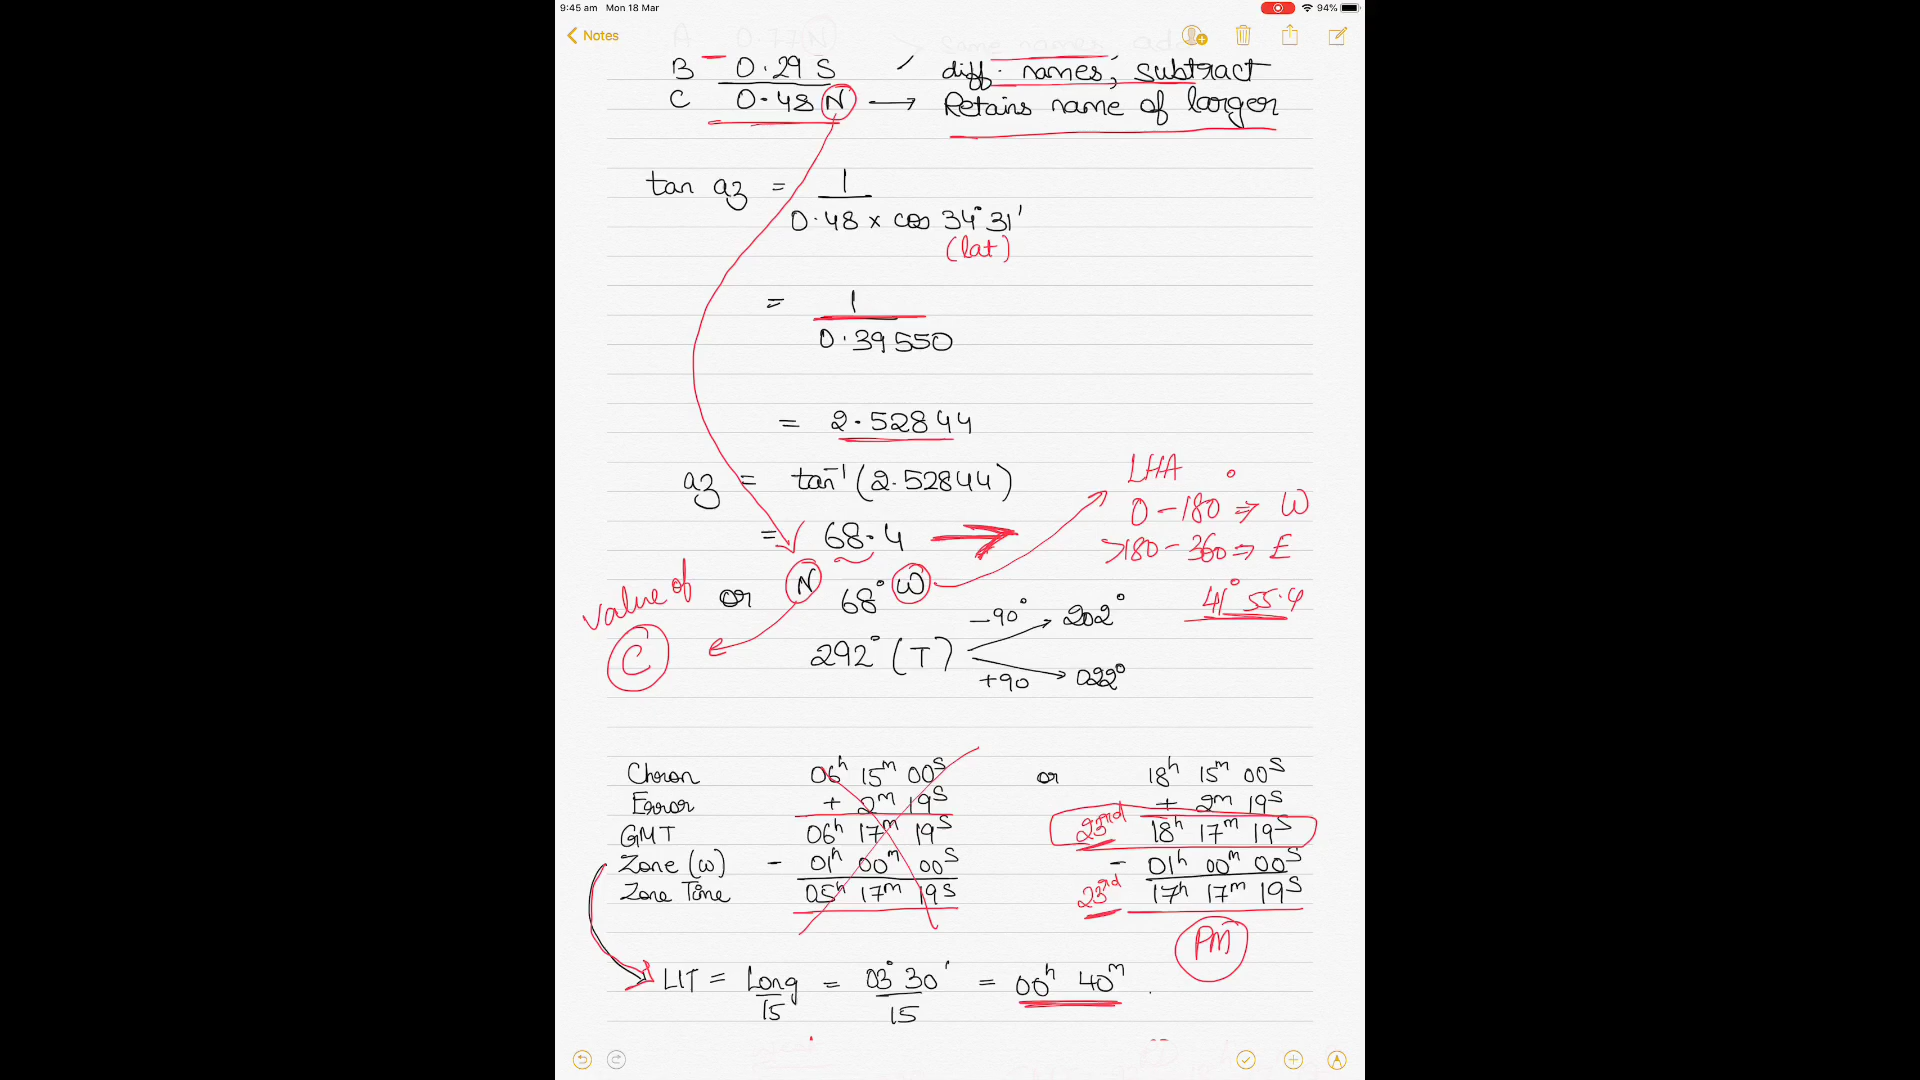 9:45 am Mon 18 Mar 94%
Notes
A 0.77 N same names, add
B - 0.29 S diff. names, subtract
C 0.48 N → Retains name of larger
tan az = 1
0.48 x cos 34° 31'
(lat)
= 1
0.39550
= 2.52844
az = tan⁻¹ (2.52844)
= 68.4
LHA °
0 - 180 ⇒ W
>180 - 360 ⇒ E
41° 55.4
value of C
or N 68° W
292° (T)
-90° → 202°
+90 → 022°
Chron 06h 15m 00s or 18h 15m 00s
Error + 2m 19s + 2m 19s
GMT 06h 17m 19s 23rd 18h 17m 19s
Zone (W) - 01h 00m 00s - 01h 00m 00s
Zone Time 05h 17m 19s 23rd 17h 17m 19s
PM
LIT = Long = 03° 30' = 00h 40m
15 15